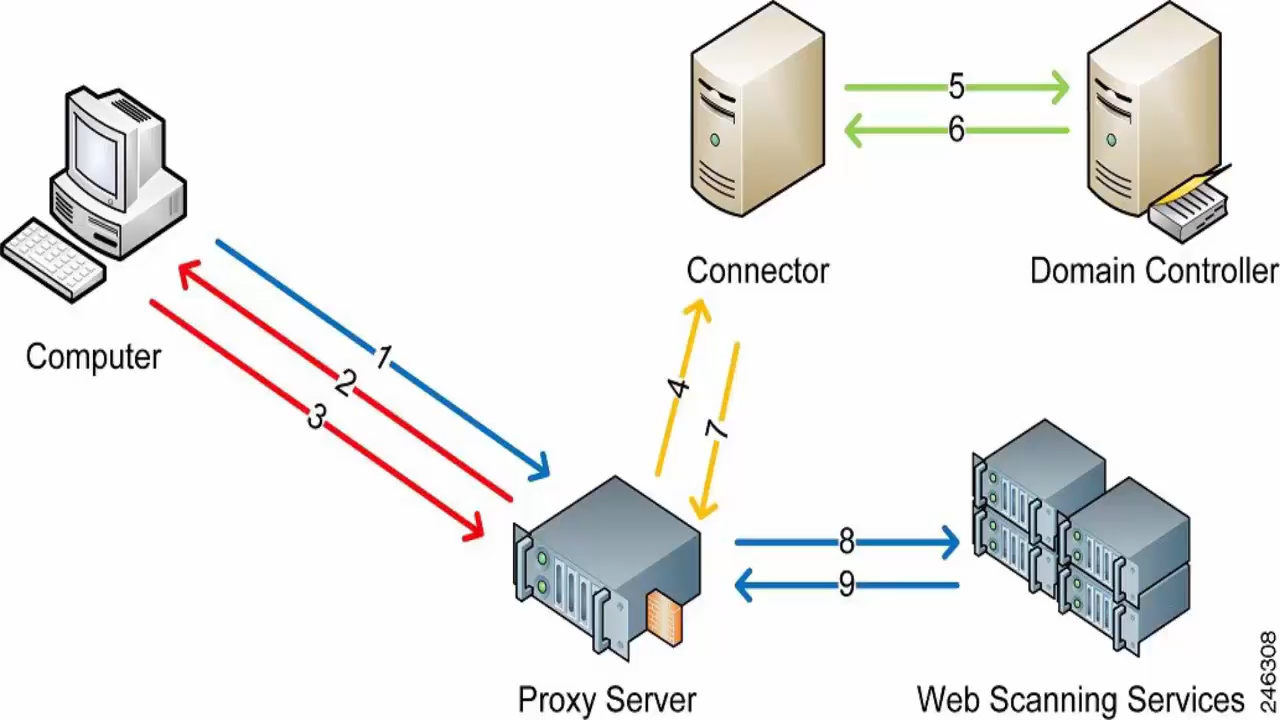 5
6
Connector
Domain Controller
Computer
1
2
3
4
7
8
9
Proxy Server
Web Scanning Services
246308